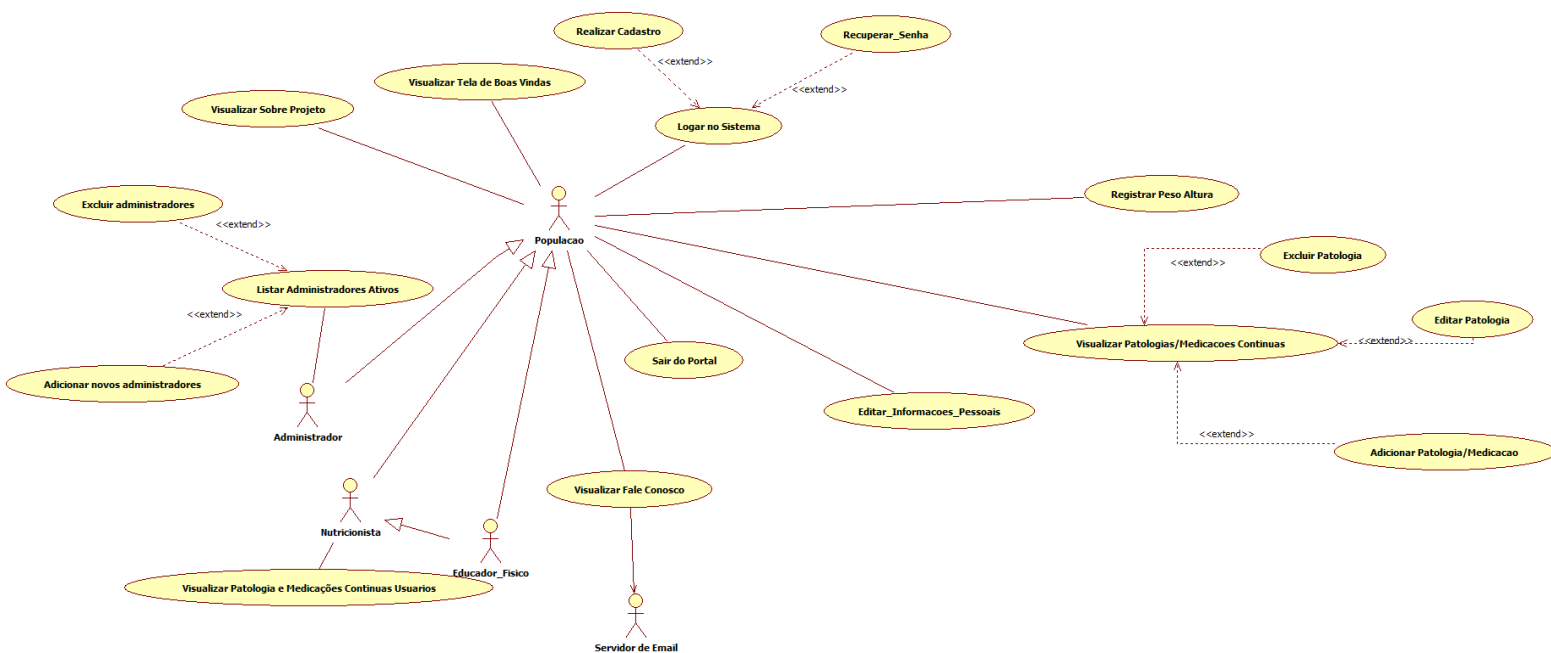 Realizar Cadastro
Recuperar_Senha
<<extend>>
Visualizar Tela de Boas Vindas
<<extend>>
Visualizar Sobre Projeto
Logar no Sistema
Registrar Peso Altura
Excluir administradores
<<extend>>
Populacao
Excluir Patologia
<<extend>>
Listar Administradores Ativos
<<extend>>
Editar Patologia
<<extend>>
Visualizar Patologias/Medicacoes Continuas
Sair do Portal
Adicionar novos administradores
Editar_Informacoes_Pessoais
Administrador
<<extend>>
Adicionar Patologia/Medicacao
Visualizar Fale Conosco
Nutricionista
Educador_Fisico
Visualizar Patologia e Medicações Continuas Usuarios
Servidor de Email